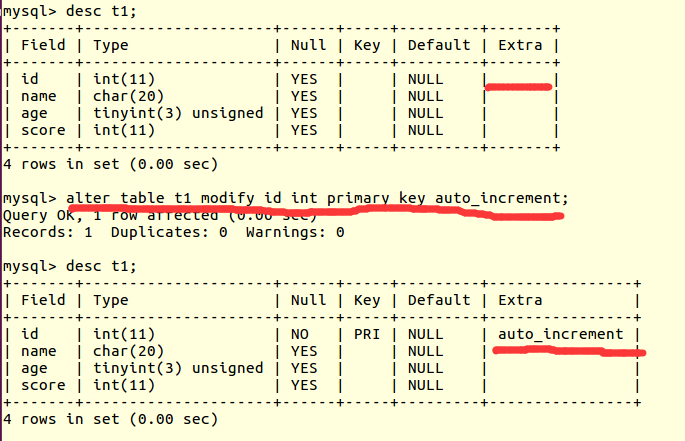 mysql> desc t1;
+-------+---------------------+------+-----+---------+-------+
| Field | Type                | Null | Key | Default | Extra |
+-------+---------------------+------+-----+---------+-------+
| id    | int(11)             | YES  |     | NULL    |       |
| name  | char(20)            | YES  |     | NULL    |       |
| age   | tinyint(3) unsigned | YES  |     | NULL    |       |
| score | int(11)             | YES  |     | NULL    |       |
+-------+---------------------+------+-----+---------+-------+
4 rows in set (0.00 sec)
mysql> alter table t1 modify id int primary key auto_increment;
Query OK, 1 row affected (0.00 sec)
Records: 1  Duplicates: 0  Warnings: 0
mysql> desc t1;
+-------+---------------------+------+-----+---------+----------------+
| Field | Type                | Null | Key | Default | Extra          |
+-------+---------------------+------+-----+---------+----------------+
| id    | int(11)             | NO   | PRI | NULL    | auto_increment |
| name  | char(20)            | YES  |     | NULL    |                |
| age   | tinyint(3) unsigned | YES  |     | NULL    |                |
| score | int(11)             | YES  |     | NULL    |                |
+-------+---------------------+------+-----+---------+----------------+
4 rows in set (0.00 sec)